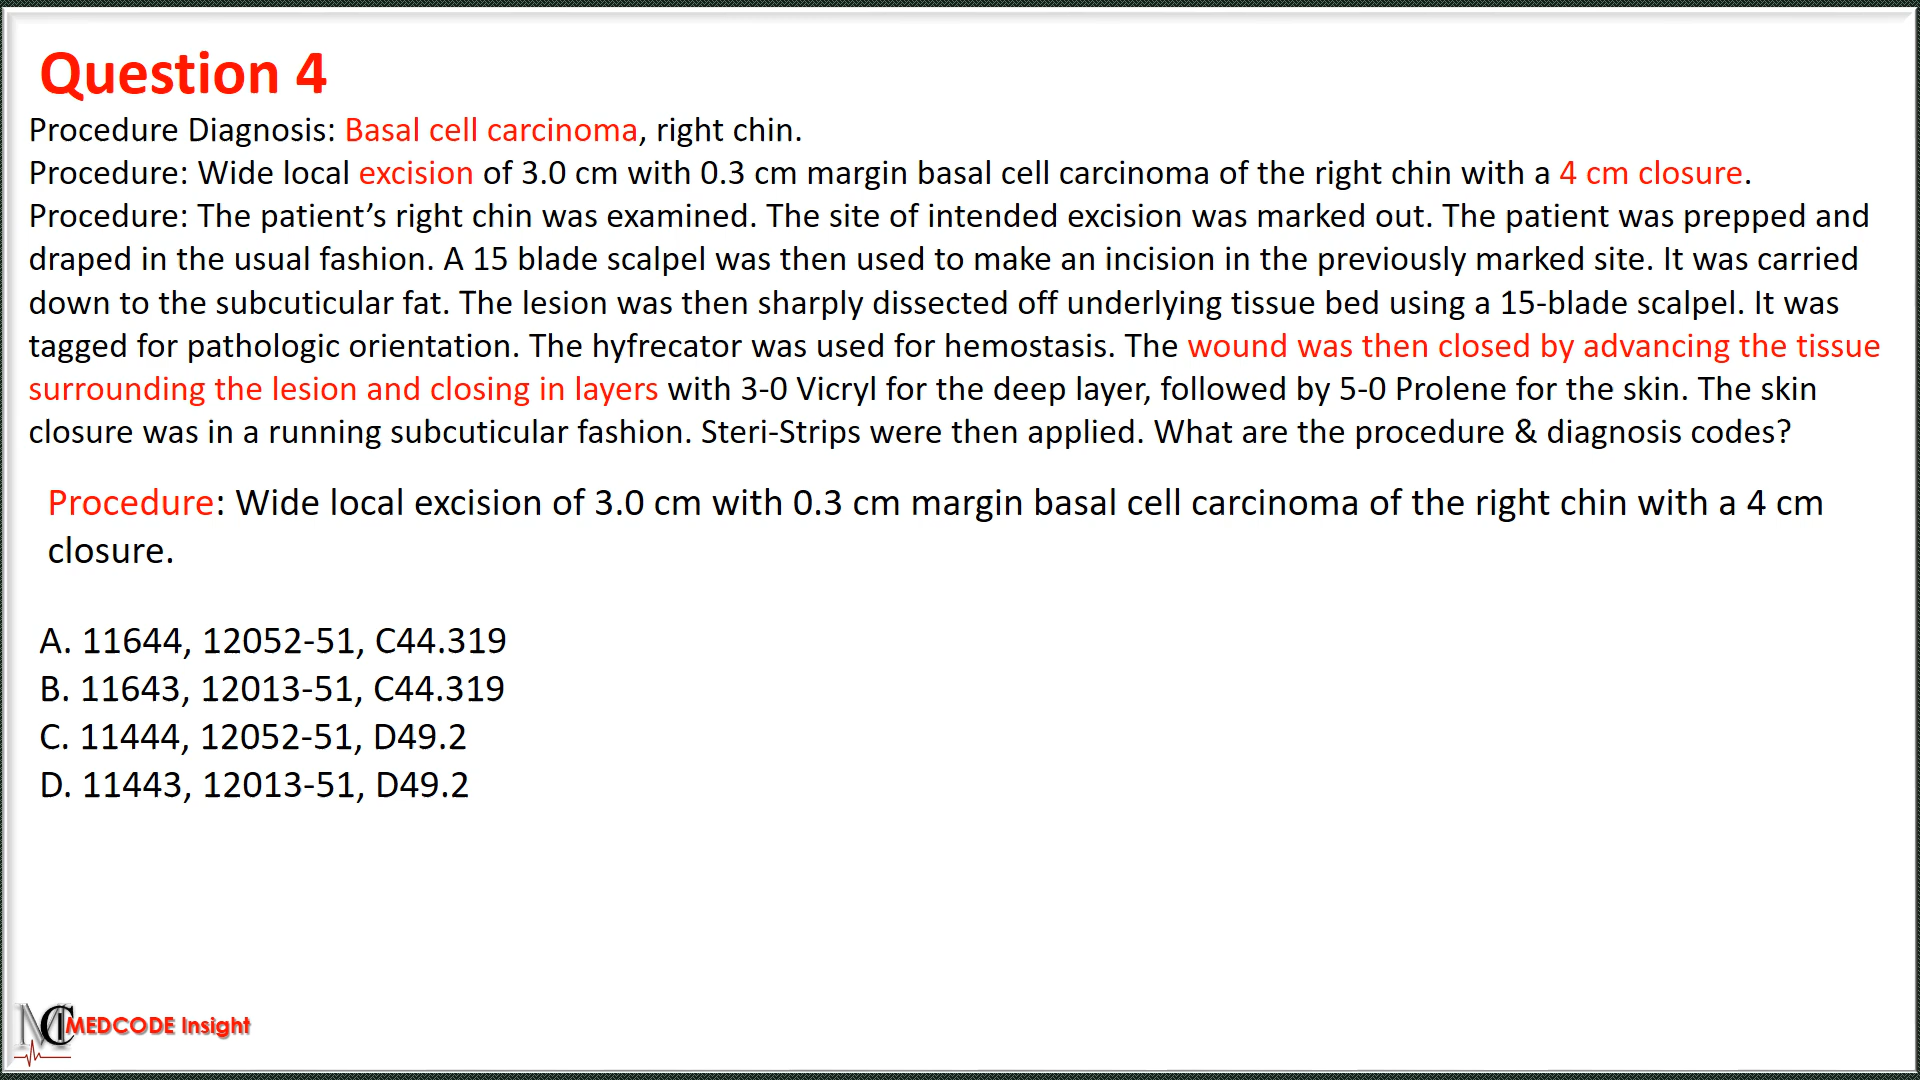 Question 4
Procedure Diagnosis: Basal cell carcinoma, right chin.
Procedure: Wide local excision of 3.0 cm with 0.3 cm margin basal cell carcinoma of the right chin with a 4 cm closure.
Procedure: The patient’s right chin was examined. The site of intended excision was marked out. The patient was prepped and
draped in the usual fashion. A 15 blade scalpel was then used to make an incision in the previously marked site. It was carried
down to the subcuticular fat. The lesion was then sharply dissected off underlying tissue bed using a 15-blade scalpel. It was
tagged for pathologic orientation. The hyfrecator was used for hemostasis. The wound was then closed by advancing the tissue
surrounding the lesion and closing in layers with 3-0 Vicryl for the deep layer, followed by 5-0 Prolene for the skin. The skin
closure was in a running subcuticular fashion. Steri-Strips were then applied. What are the procedure & diagnosis codes?
Procedure: Wide local excision of 3.0 cm with 0.3 cm margin basal cell carcinoma of the right chin with a 4 cm
closure.
A. 11644, 12052-51, C44.319
B. 11643, 12013-51, C44.319
C. 11444, 12052-51, D49.2
D. 11443, 12013-51, D49.2
MC MEDCODE Insight